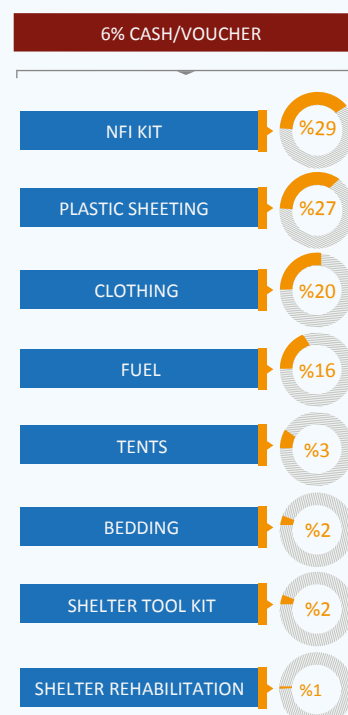 6% CASH/VOUCHER
NFI KIT %29
PLASTIC SHEETING %27
CLOTHING %20
FUEL %16
TENTS %3
BEDDING %2
SHELTER TOOL KIT %2
SHELTER REHABILITATION %1